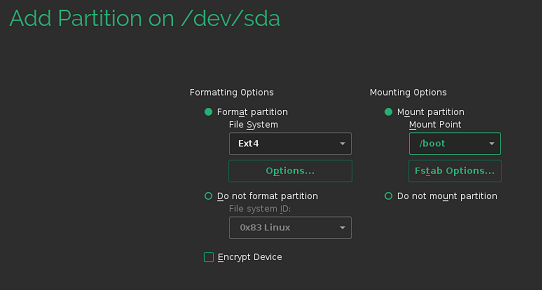 Add Partition on /dev/sda
Formatting Options
Format partition
File System
Ext4
Options...
Do not format partition
File system ID:
0x83 Linux
Encrypt Device
Mounting Options
Mount partition
Mount Point
/boot
Fstab Options...
Do not mount partition